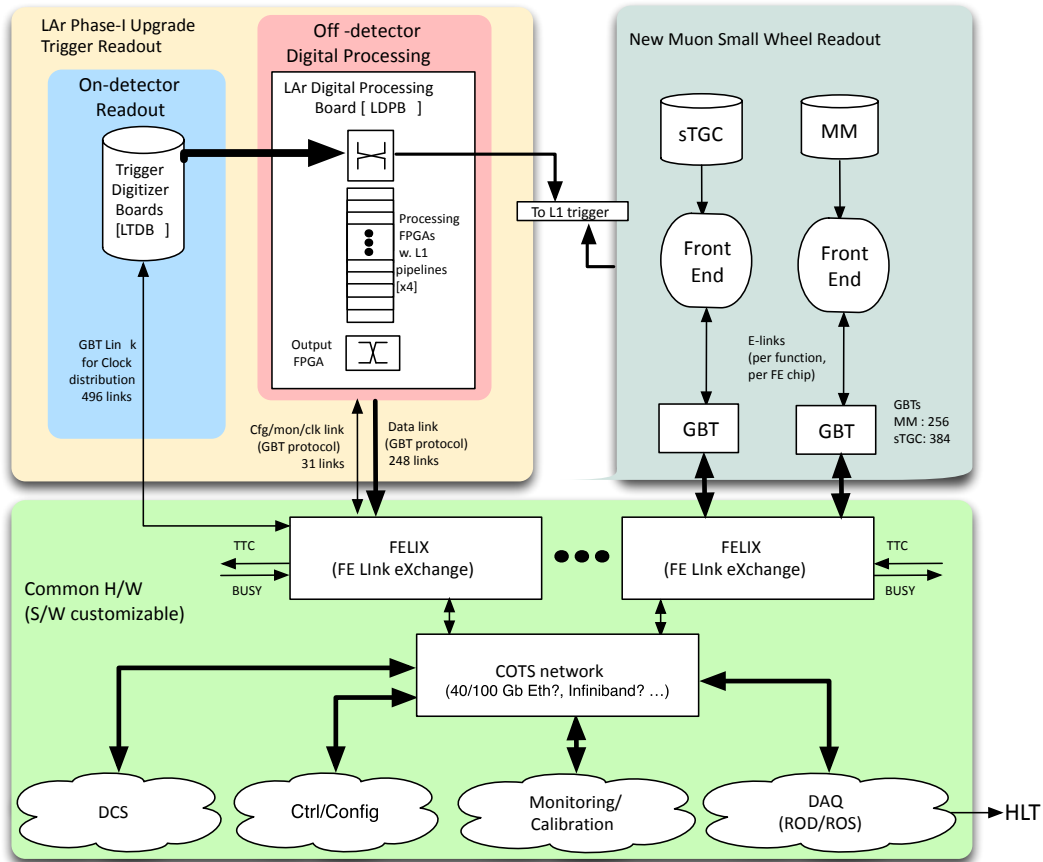 LAr Phase-I Upgrade
Trigger Readout
On-detector
Readout
Trigger
Digitizer
Boards
[LTDB ]
GBT Lin k
for Clock
distribution
496 links
Off -detector
Digital Processing
LAr Digital Processing
Board [ LDPB ]
Processing
FPGAs
w. L1
pipelines
[x4]
Output
FPGA
Cfg/mon/clk link
(GBT protocol)
31 links
Data link
(GBT protocol)
248 links
To L1 trigger
New Muon Small Wheel Readout
sTGC
MM
Front
End
Front
End
E-links
(per function,
per FE chip)
GBT
GBT
GBTs
MM : 256
sTGC: 384
Common H/W
(S/W customizable)
TTC
BUSY
FELIX
(FE LInk eXchange)
FELIX
(FE LInk eXchange)
TTC
BUSY
COTS network
(40/100 Gb Eth?, Infiniband? …)
DCS
Ctrl/Config
Monitoring/
Calibration
DAQ
(ROD/ROS)
HLT